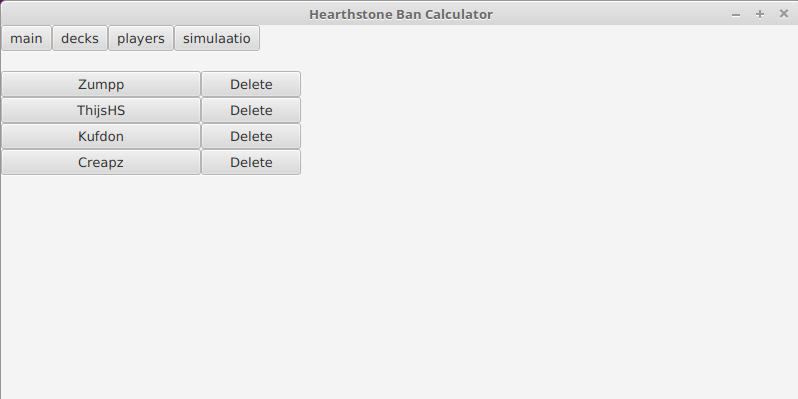 Hearthstone Ban Calculator
main decks players simulaatio
Zumpp Delete
ThijsHS Delete
Kufdon Delete
Creapz Delete